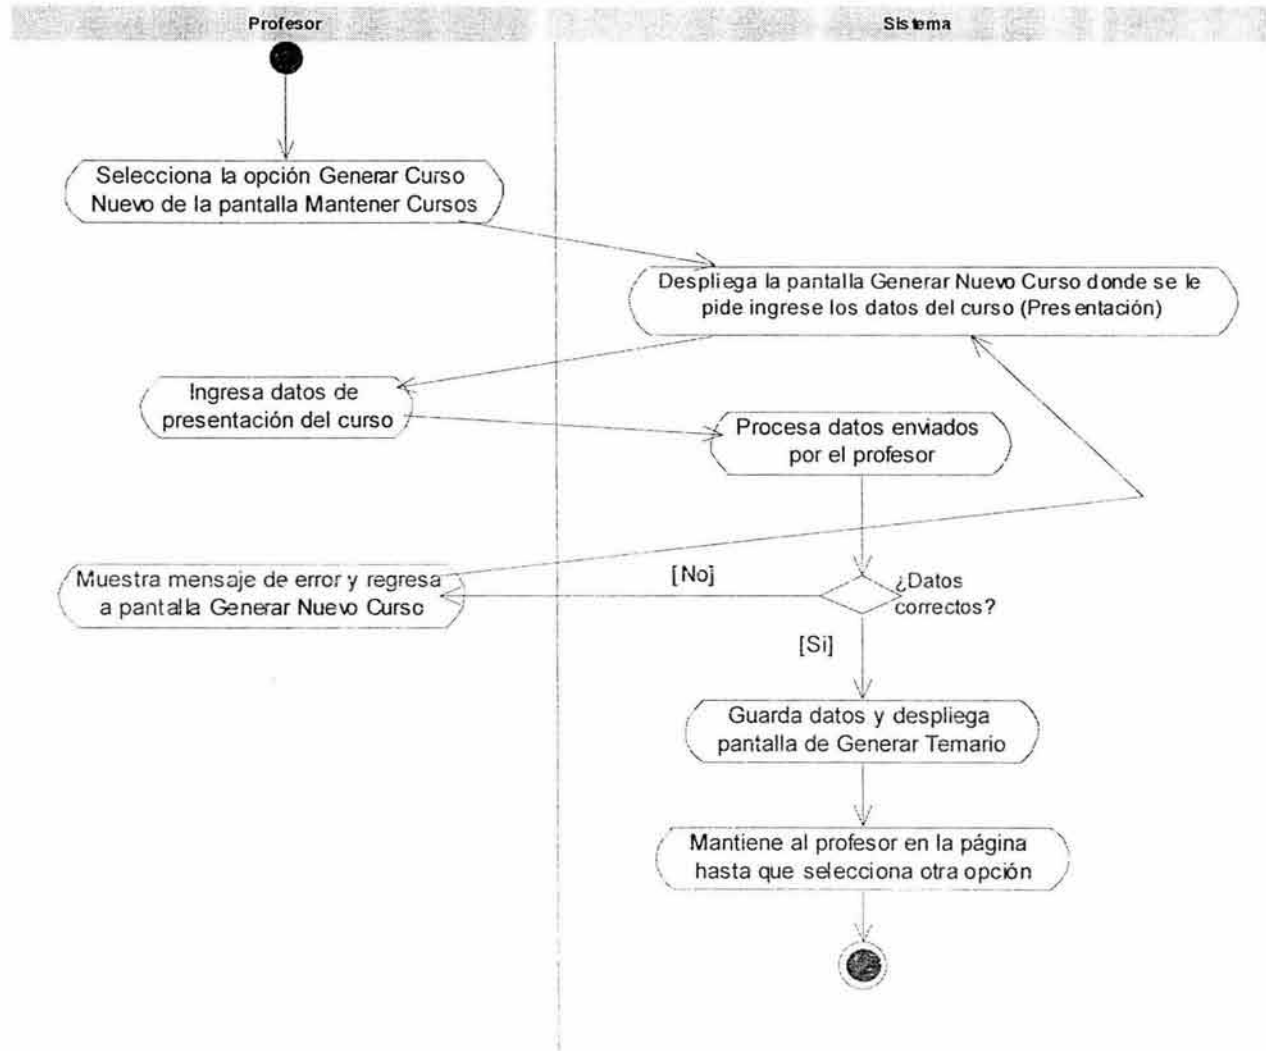 Profesor
Sistema
Selecciona la opción Generar Curso
Nuevo de la pantalla Mantener Cursos
Despliega la pantalla Generar Nuevo Curso donde se le
pide ingrese los datos del curso (Presentación)
Ingresa datos de
presentación del curso
Procesa datos enviados
por el profesor
Muestra mensaje de error y regresa
a pantalla Generar Nuevo Curso
[No]
¿Datos
correctos?
[Si]
Guarda datos y despliega
pantalla de Generar Temario
Mantiene al profesor en la página
hasta que selecciona otra opción